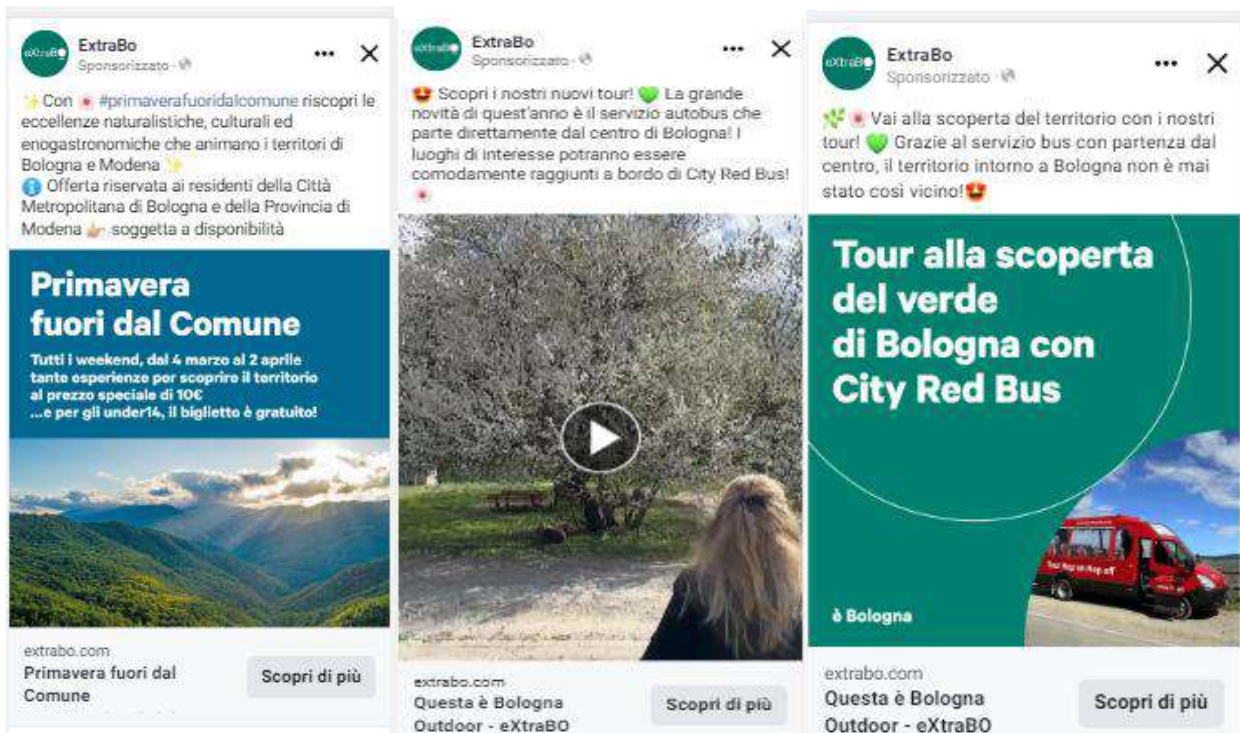 eXtraBO
ExtraBo
Sponsorizzato
Con #primaverafuoridalcomune riscopri le
eccellenze naturalistiche, culturali ed
enogastronomiche che animano i territori di
Bologna e Modena
Offerta riservata ai residenti della Città
Metropolitana di Bologna e della Provincia di
Modena soggetta a disponibilità
Primavera
fuori dal Comune
Tutti i weekend, dal 4 marzo al 2 aprile
tante esperienze per scoprire il territorio
al prezzo speciale di 10€
...e per gli under14, il biglietto è gratuito!
extrabo.com
Primavera fuori dal
Comune
Scopri di più
eXtraBO
ExtraBo
Sponsorizzato
Scopri i nostri nuovi tour! La grande
novità di quest'anno è il servizio autobus che
parte direttamente dal centro di Bologna! I
luoghi di interesse potranno essere
comodamente raggiunti a bordo di City Red Bus!
extrabo.com
Questa è Bologna
Outdoor - eXtraBO
Scopri di più
eXtraBO
ExtraBo
Sponsorizzato
Vai alla scoperta del territorio con i nostri
tour! Grazie al servizio bus con partenza dal
centro, il territorio intorno a Bologna non è mai
stato così vicino!
Tour alla scoperta
del verde
di Bologna con
City Red Bus
Tour Hop on Hop off
è Bologna
extrabo.com
Questa è Bologna
Outdoor - eXtraBO
Scopri di più